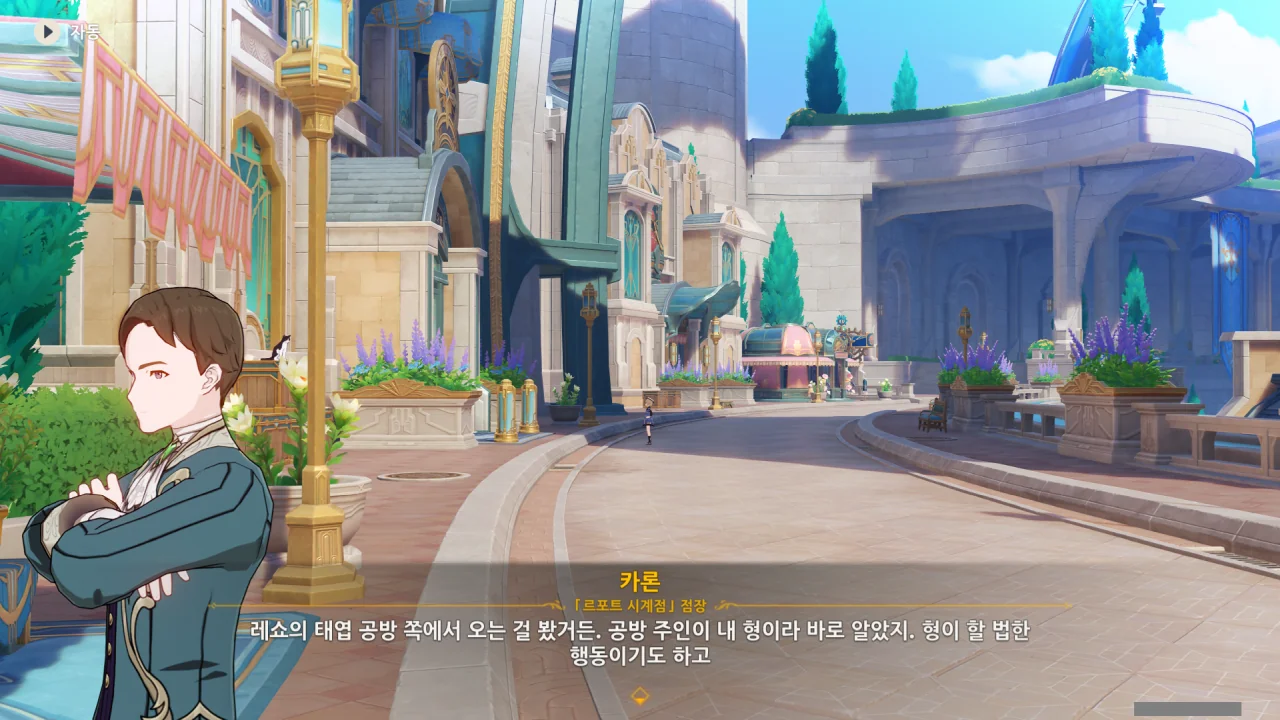 자동
카론
「르포트 시계점」 점장
레쇼의 태엽 공방 쪽에서 오는 걸 봤거든. 공방 주인이 내 형이라 바로 알았지. 형이 할 법한
행동이기도 하고